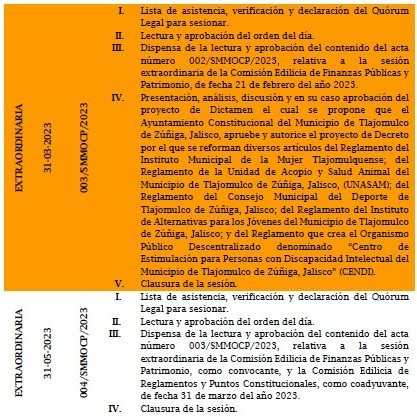 EXTRAORDINARIA
31-03-2023
003/SMMOCP/2023
I. Lista de asistencia, verificación y declaración del Quórum
Legal para sesionar.
II. Lectura y aprobación del orden del día.
III. Dispensa de la lectura y aprobación del contenido del acta
número 002/SMMOCP/2023, relativa a la sesión
extraordinaria de la Comisión Edilicia de Finanzas Públicas y
Patrimonio, de fecha 21 de febrero del año 2023.
IV. Presentación, análisis, discusión y en su caso aprobación del
proyecto de Dictamen el cual se propone que el
Ayuntamiento Constitucional del Municipio de Tlajomulco
de Zúñiga, Jalisco, apruebe y autorice el proyecto de Decreto
por el que se reforman diversos artículos del Reglamento del
Instituto Municipal de la Mujer Tlajomulquense; del
Reglamento de la Unidad de Acopio y Salud Animal del
Municipio de Tlajomulco de Zúñiga, Jalisco, (UNASAM); del
Reglamento del Consejo Municipal del Deporte de
Tlajomulco de Zúñiga, Jalisco; del Reglamento del Instituto
de Alternativas para los Jóvenes del Municipio de Tlajomulco
de Zúñiga, Jalisco; y del Reglamento que crea el Organismo
Público Descentralizado denominado "Centro de
Estimulación para Personas con Discapacidad Intelectual del
Municipio de Tlajomulco de Zúñiga, Jalisco" (CENDI).
V. Clausura de la sesión.
EXTRAORDINARIA
31-05-2023
004/SMMOCP/2023
I. Lista de asistencia, verificación y declaración del Quórum
Legal para sesionar.
II. Lectura y aprobación del orden del día.
III. Dispensa de la lectura y aprobación del contenido del acta
número 003/SMMOCP/2023, relativa a la sesión
extraordinaria de la Comisión Edilicia de Finanzas Públicas y
Patrimonio, como convocante, y la Comisión Edilicia de
Reglamentos y Puntos Constitucionales, como coadyuvante,
de fecha 31 de marzo del año 2023.
IV. Clausura de la sesión.